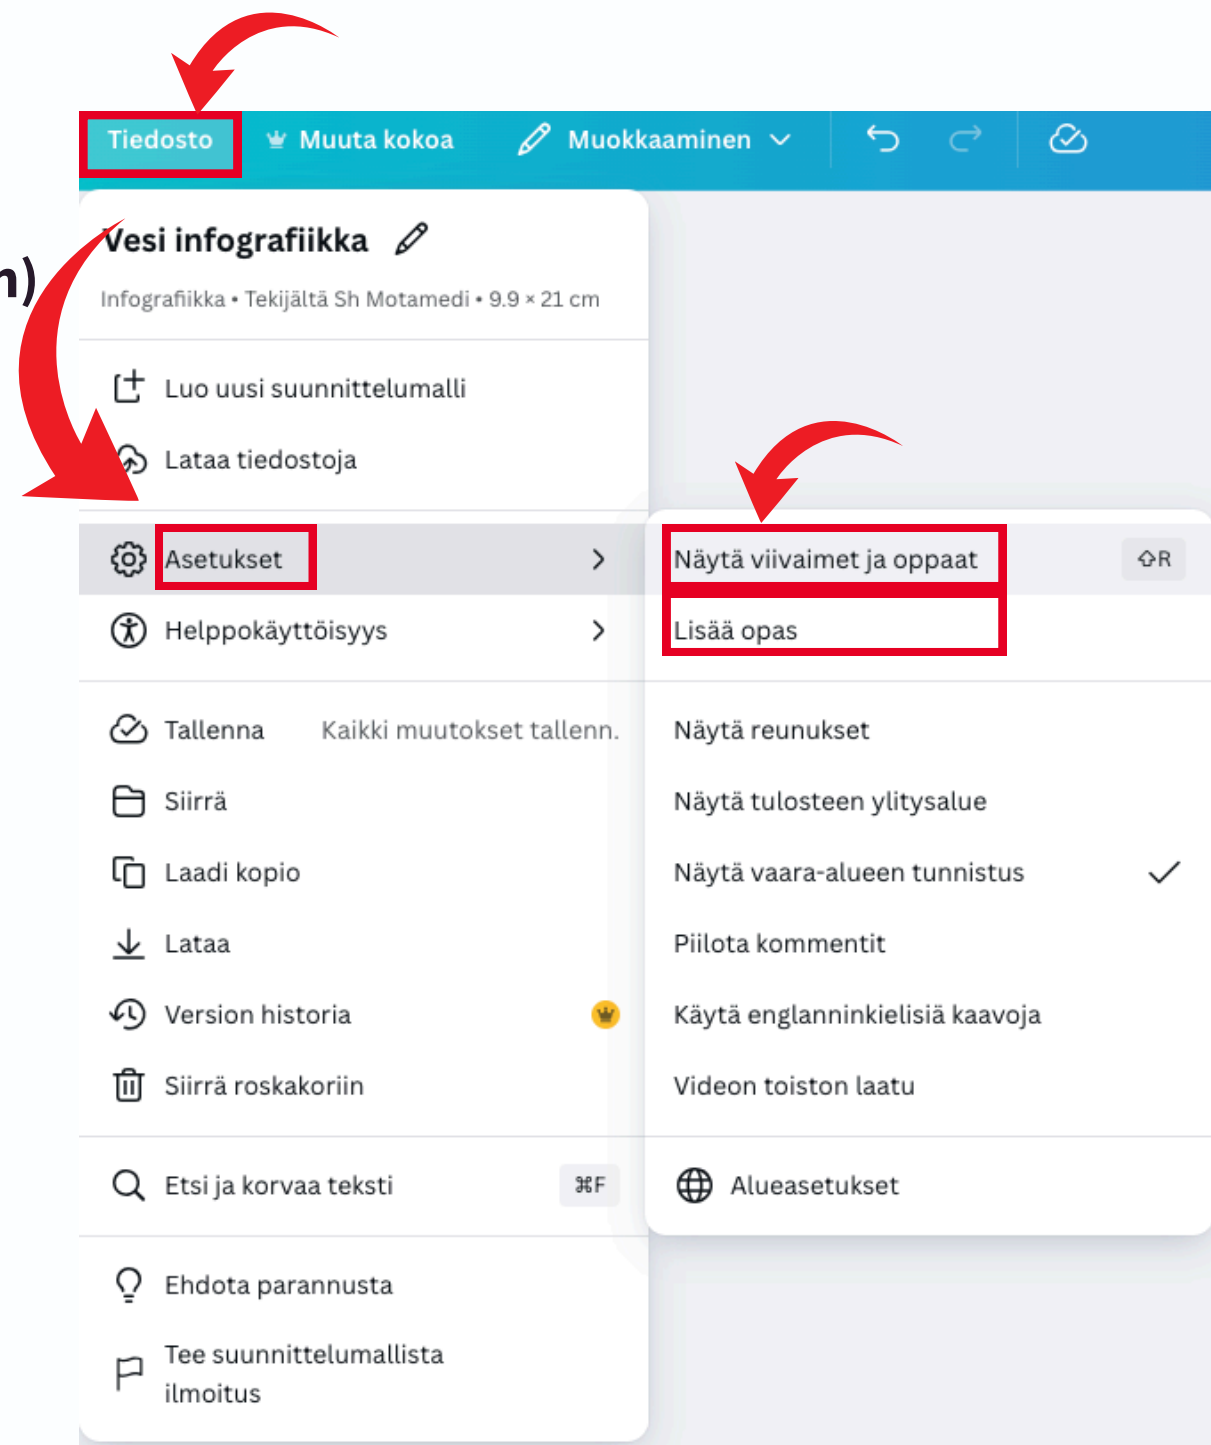 Tiedosto Muuta kokoa Muokkaaminen
n)
Vesi infografiikka
Infografiikka • Tekijältä Sh Motamedi • 9.9 × 21 cm
Luo uusi suunnittelumalli
Lataa tiedostoja
Asetukset
Helppokäyttöisyys
Tallenna Kaikki muutokset tallenn.
Siirrä
Laadi kopio
Lataa
Version historia
Siirrä roskakoriin
Etsi ja korvaa teksti ⌘F
Ehdota parannusta
Tee suunnittelumallista
ilmoitus
Näytä viivaimet ja oppaat ⇧R
Lisää opas
Näytä reunukset
Näytä tulosteen ylitysalue
Näytä vaara-alueen tunnistus
Piilota kommentit
Käytä englanninkielisiä kaavoja
Videon toiston laatu
Alueasetukset